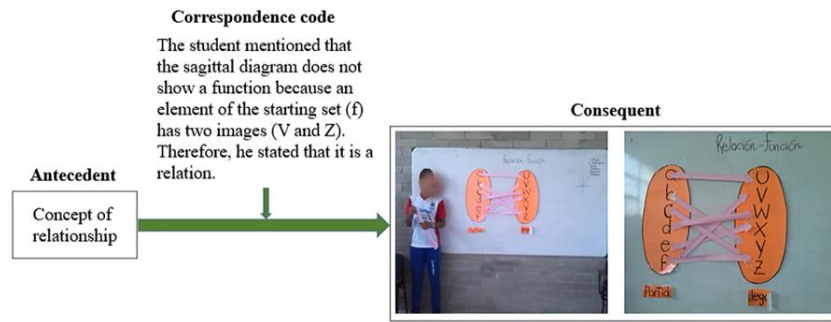 Correspondence code
The student mentioned that
the sagittal diagram does not
show a function because an
element of the starting set (f)
has two images (V and Z).
Therefore, he stated that it is a
relation.
Antecedent
Concept of
relationship
Consequent
Relación-función
U
V
W
X
y
Z
b
C
d
e
f
Partida